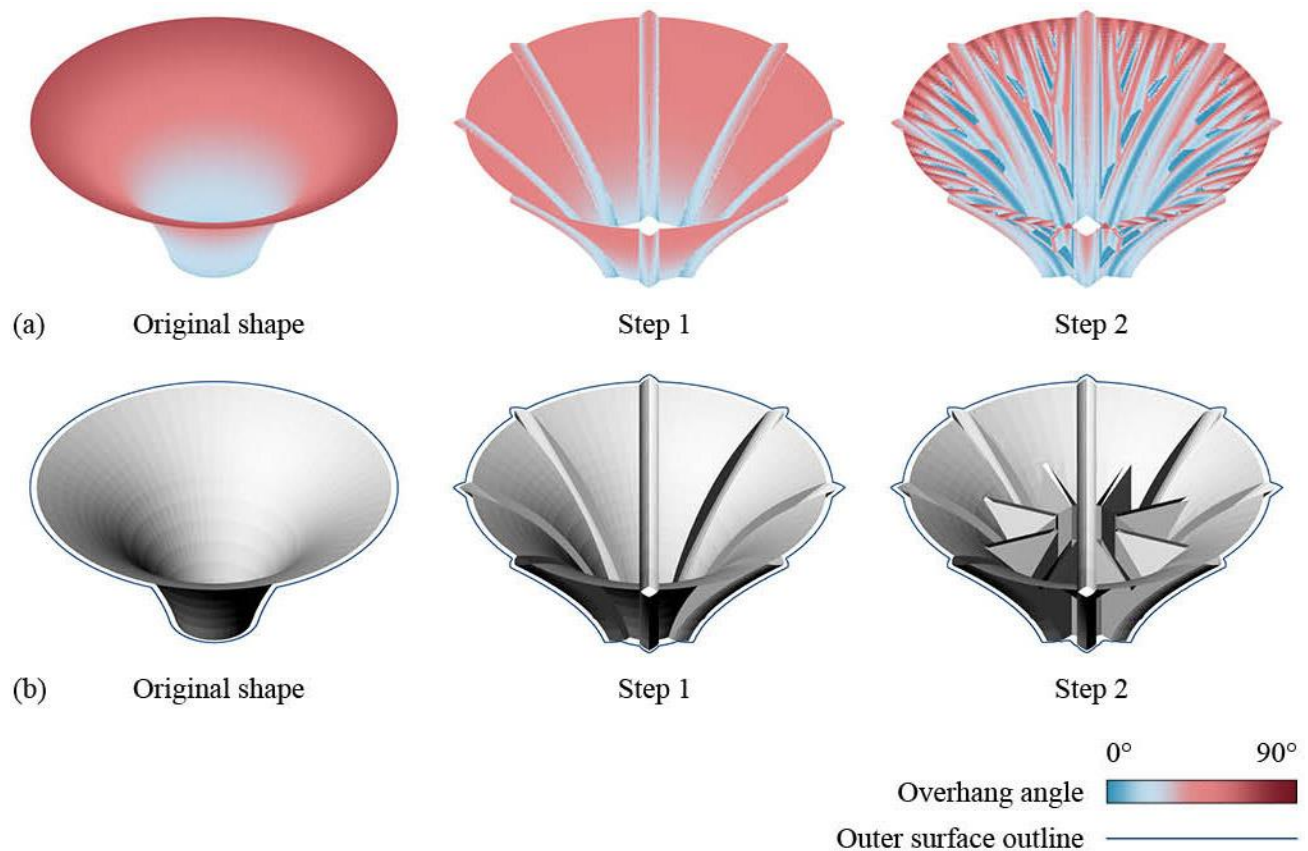 (a) Original shape Step 1 Step 2
(b) Original shape Step 1 Step 2
0° 90°
Overhang angle
Outer surface outline